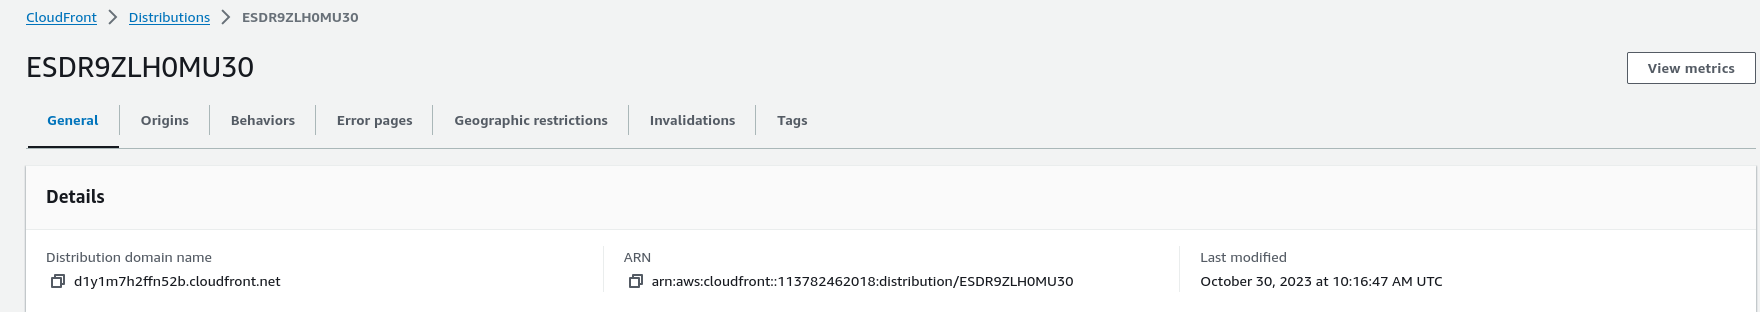 CloudFront > Distributions > ESDR9ZLH0MU30
ESDR9ZLH0MU30
View metrics
General Origins Behaviors Error pages Geographic restrictions Invalidations Tags
Details
Distribution domain name ARN Last modified
d1y1m7h2ffn52b.cloudfront.net arn:aws:cloudfront::113782462018:distribution/ESDR9ZLH0MU30 October 30, 2023 at 10:16:47 AM UTC